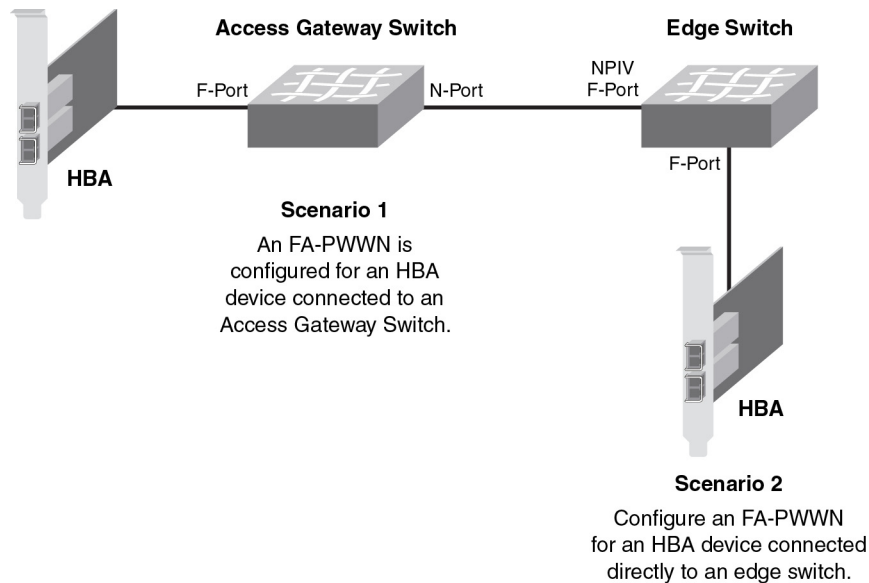 Access Gateway Switch
Edge Switch
F-Port
N-Port
NPIV
F-Port
F-Port
HBA
Scenario 1
An FA-PWWN is
configured for an HBA
device connected to an
Access Gateway Switch.
HBA
Scenario 2
Configure an FA-PWWN
for an HBA device connected
directly to an edge switch.